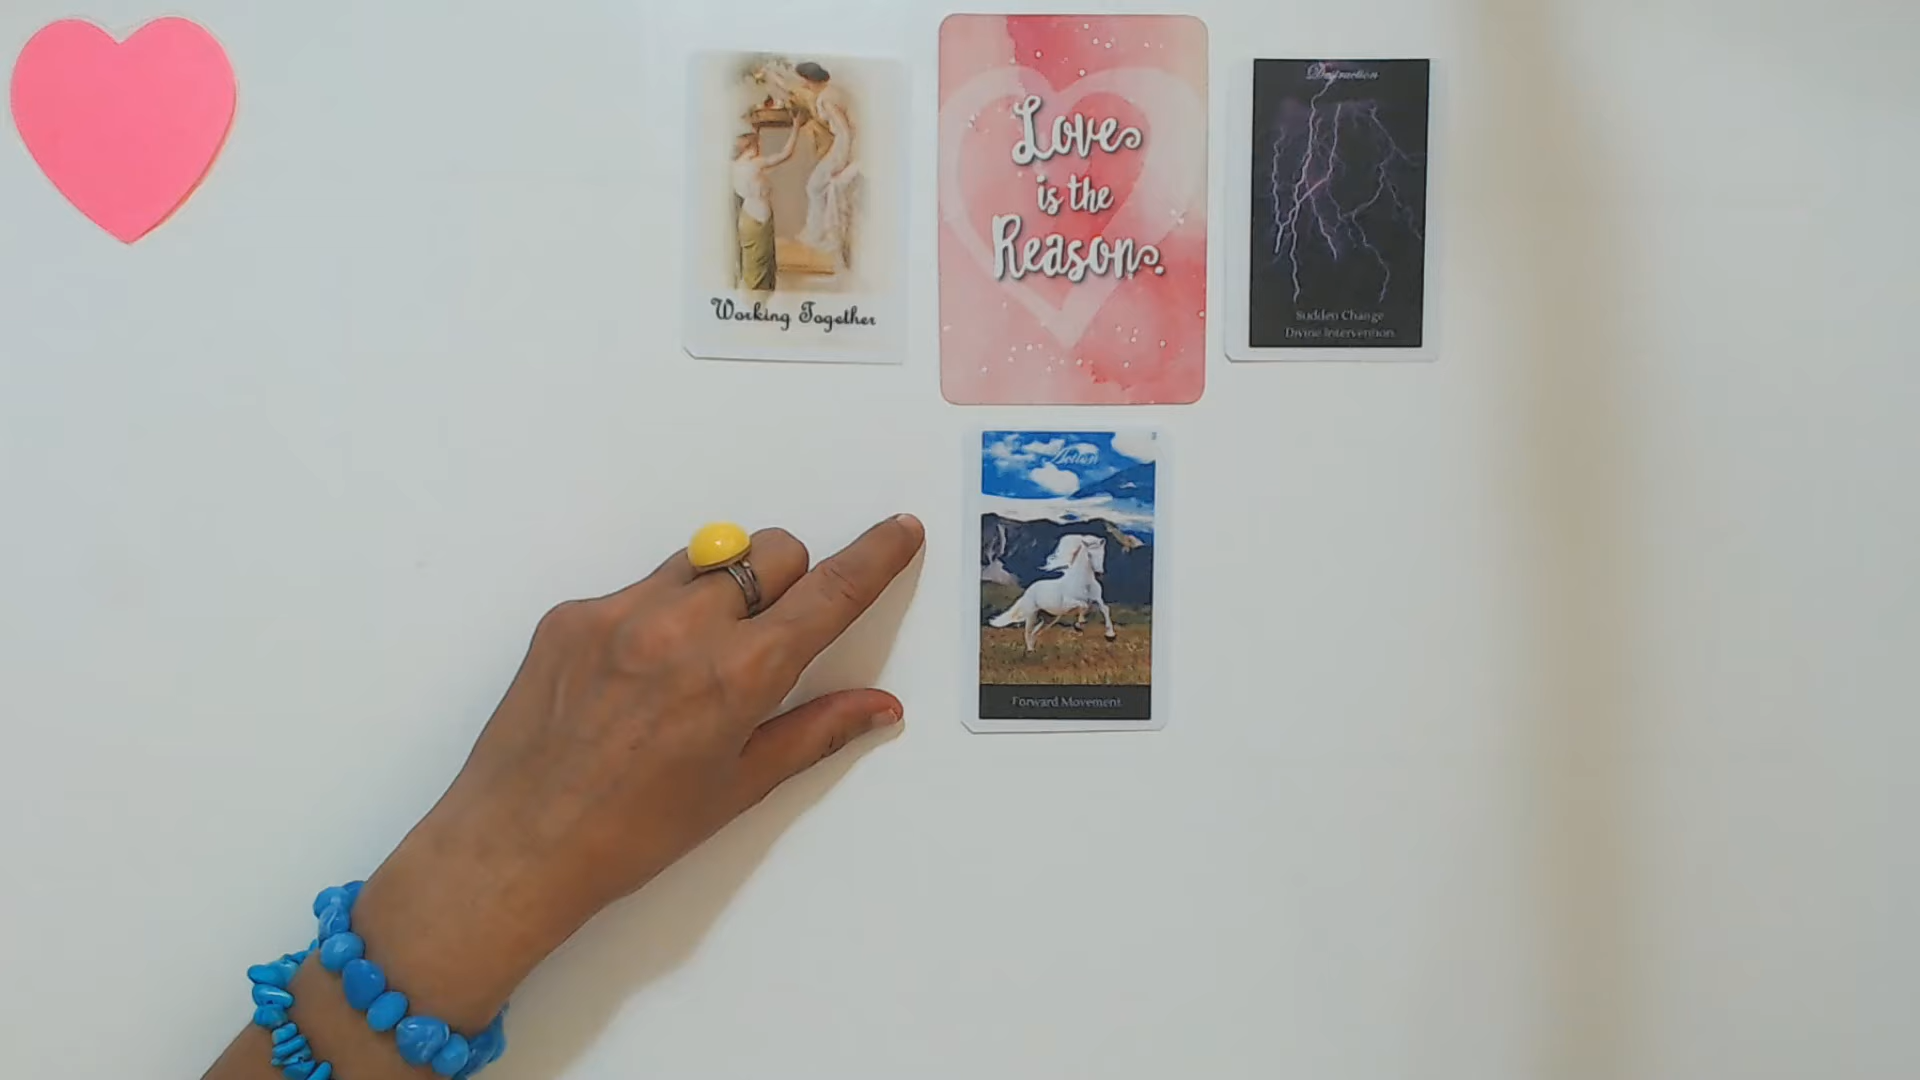 Working Together
Love
is the
Reason.
Destruction
Sudden Change
Divine Intervention
Action
Forward Movement